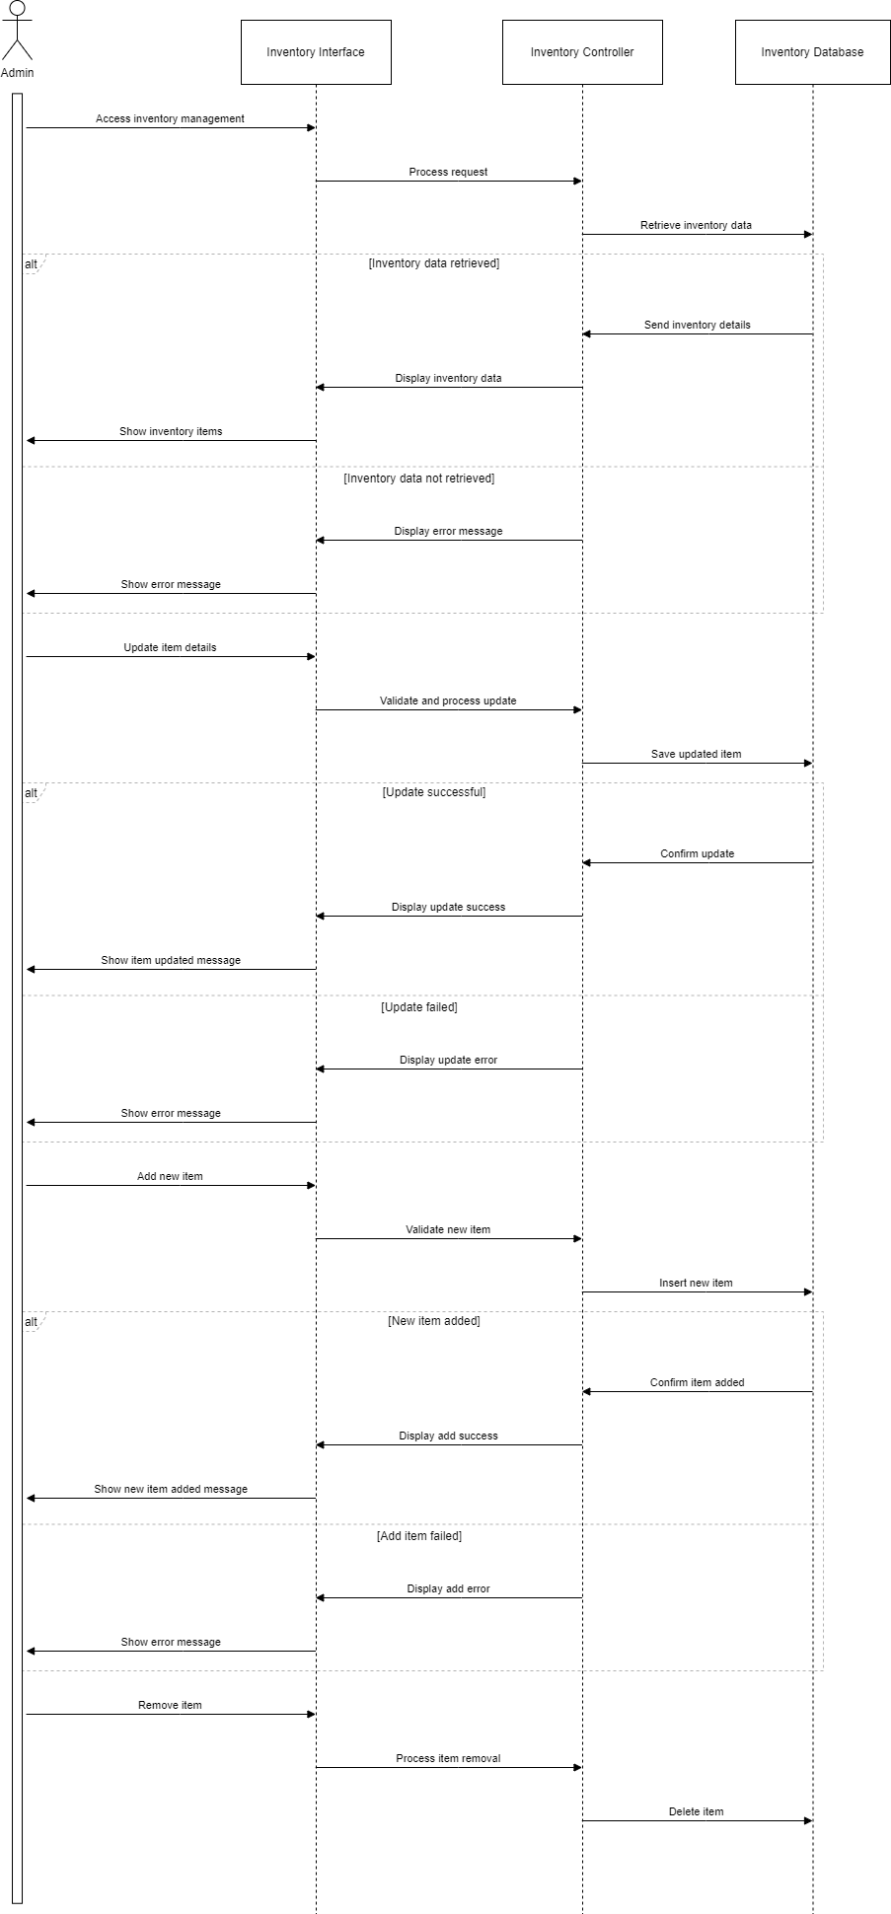 Admin
Inventory Interface
Inventory Controller
Inventory Database
Access inventory management
Process request
Retrieve inventory data
alt
[Inventory data retrieved]
Send inventory details
Display inventory data
Show inventory items
[Inventory data not retrieved]
Display error message
Show error message
Update item details
Validate and process update
Save updated item
alt
[Update successful]
Confirm update
Display update success
Show item updated message
[Update failed]
Display update error
Show error message
Add new item
Validate new item
Insert new item
alt
[New item added]
Confirm item added
Display add success
Show new item added message
[Add item failed]
Display add error
Show error message
Remove item
Process item removal
Delete item